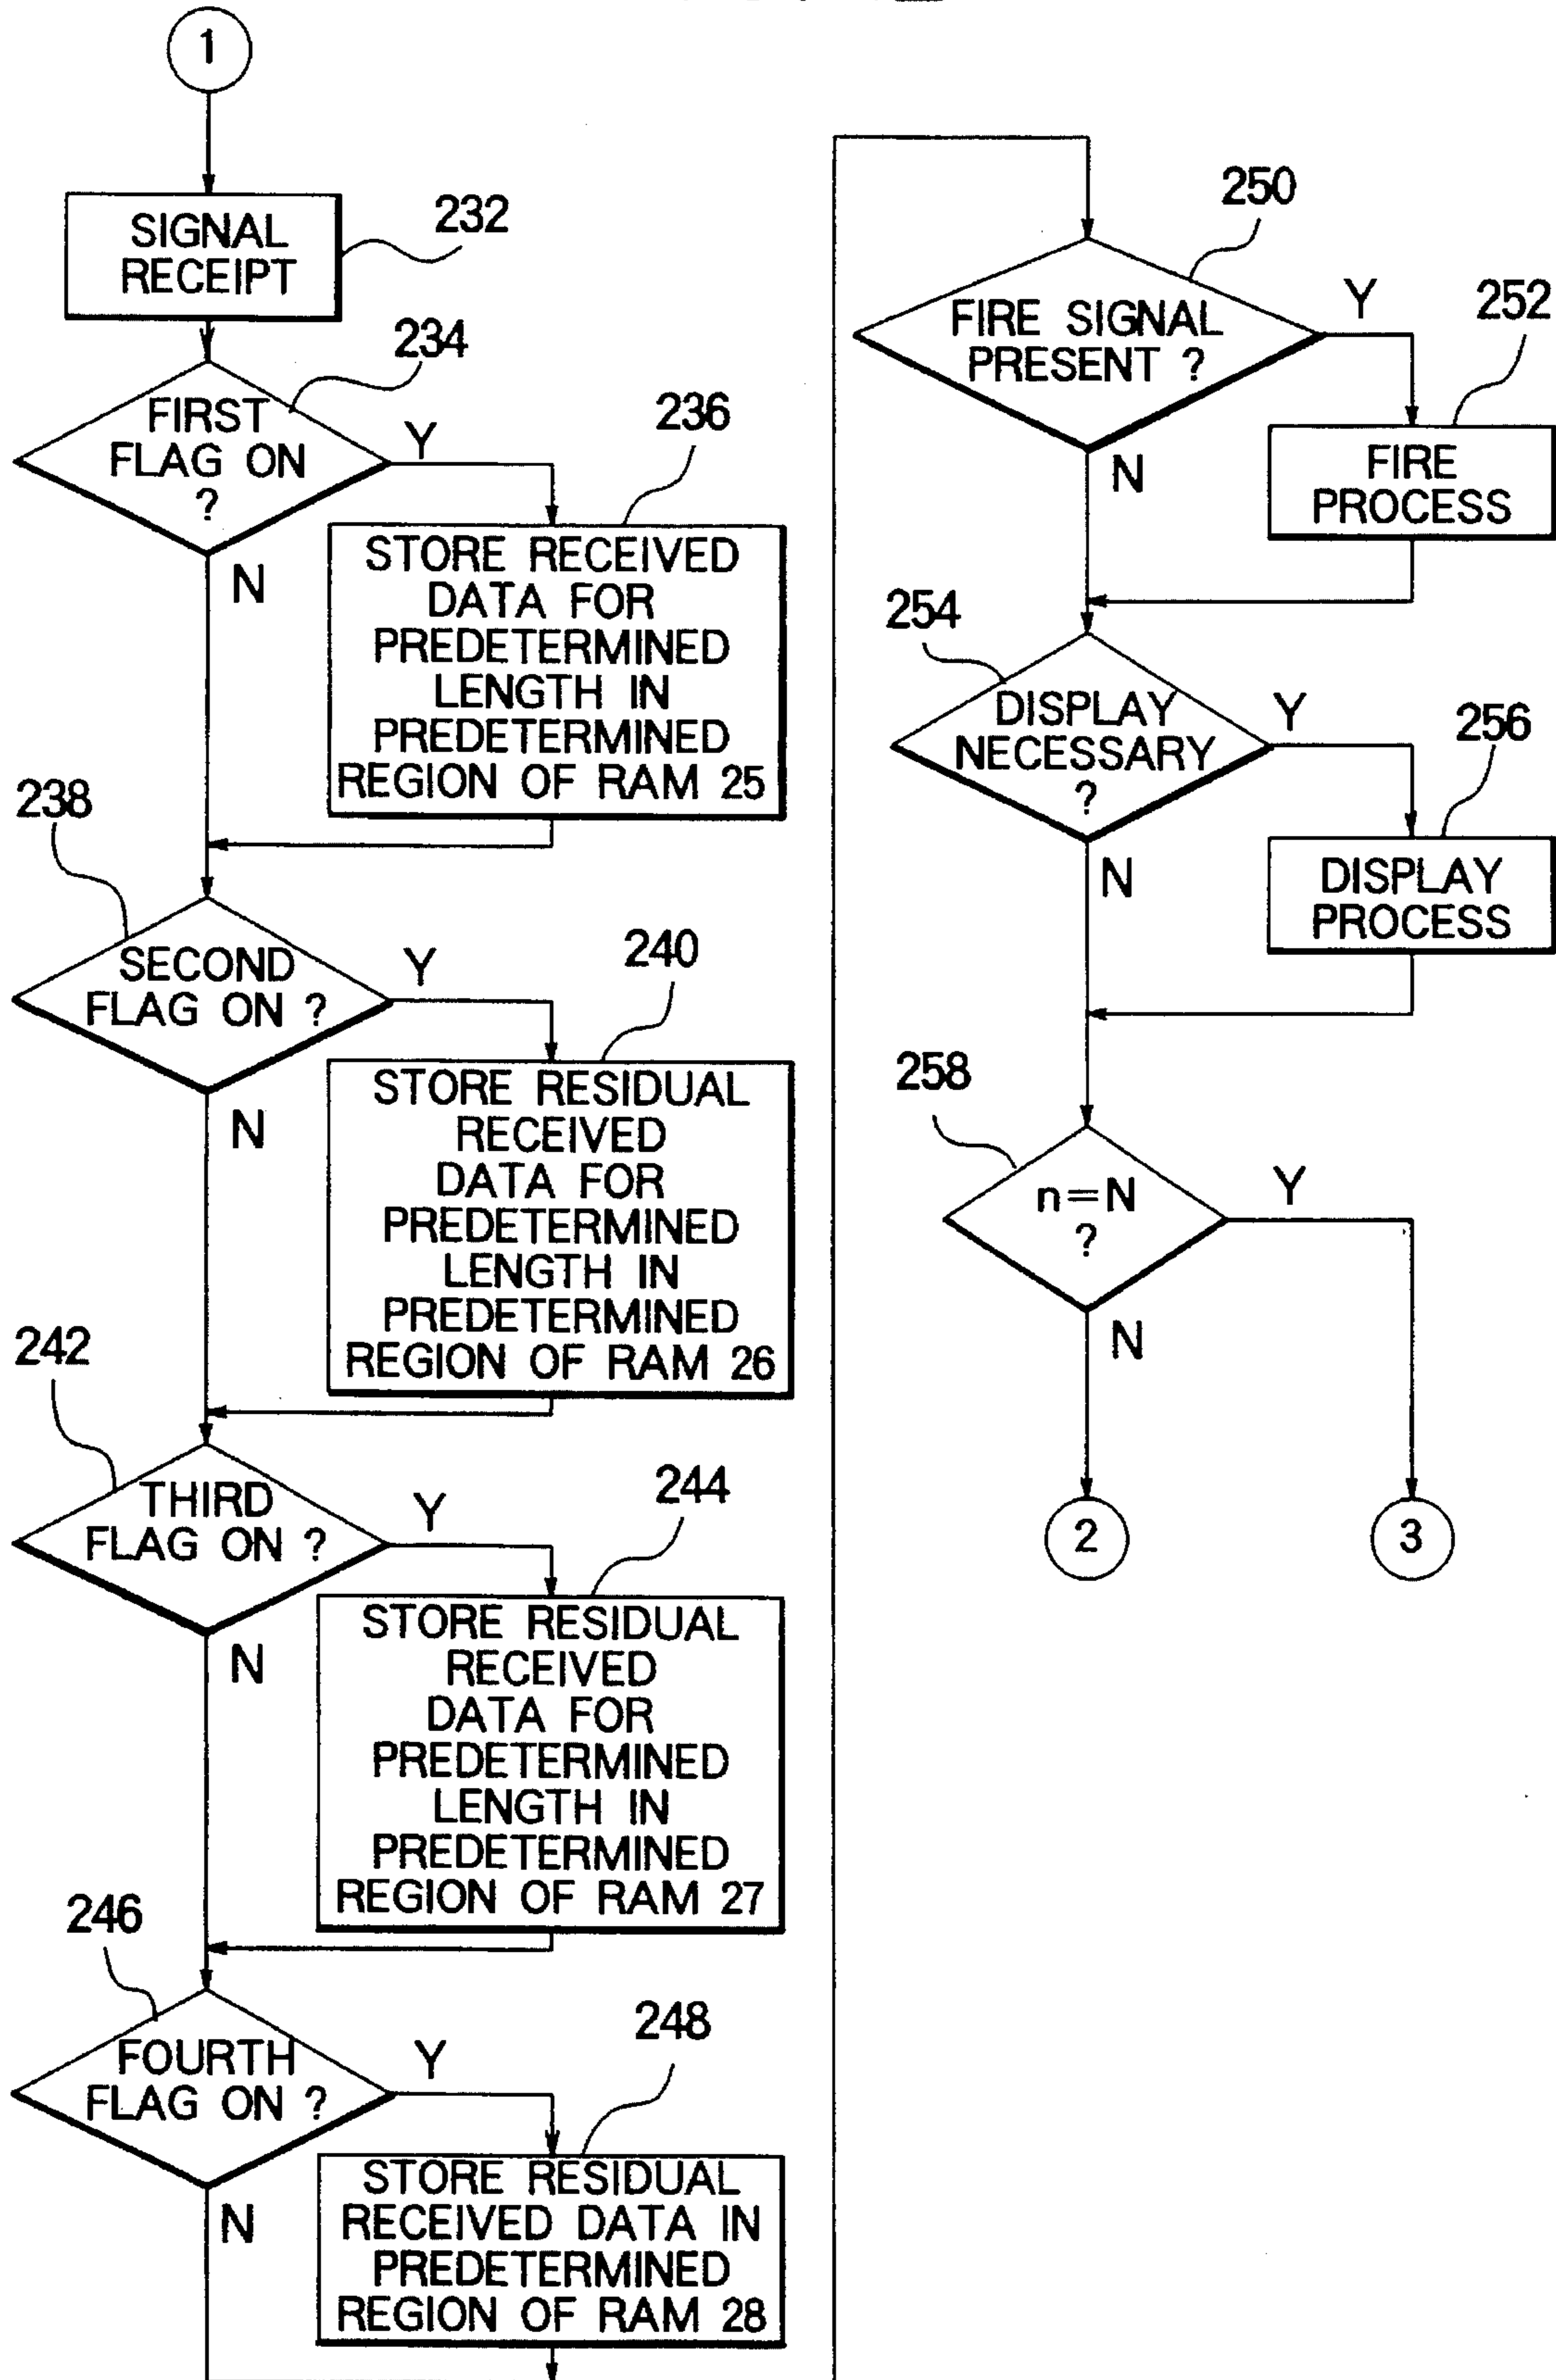 1
SIGNAL
RECEIPT
232
234
FIRST
FLAG ON
?
Y
N
236
STORE RECEIVED
DATA FOR
PREDETERMINED
LENGTH IN
PREDETERMINED
REGION OF RAM 25
238
SECOND
FLAG ON ?
Y
N
240
STORE RESIDUAL
RECEIVED
DATA FOR
PREDETERMINED
LENGTH IN
PREDETERMINED
REGION OF RAM 26
242
THIRD
FLAG ON ?
Y
N
244
STORE RESIDUAL
RECEIVED
DATA FOR
PREDETERMINED
LENGTH IN
PREDETERMINED
REGION OF RAM 27
246
FOURTH
FLAG ON ?
Y
N
248
STORE RESIDUAL
RECEIVED DATA IN
PREDETERMINED
REGION OF RAM 28
250
FIRE SIGNAL
PRESENT ?
Y
N
252
FIRE
PROCESS
254
DISPLAY
NECESSARY
?
Y
N
256
DISPLAY
PROCESS
258
n=N
?
Y
N
2
3